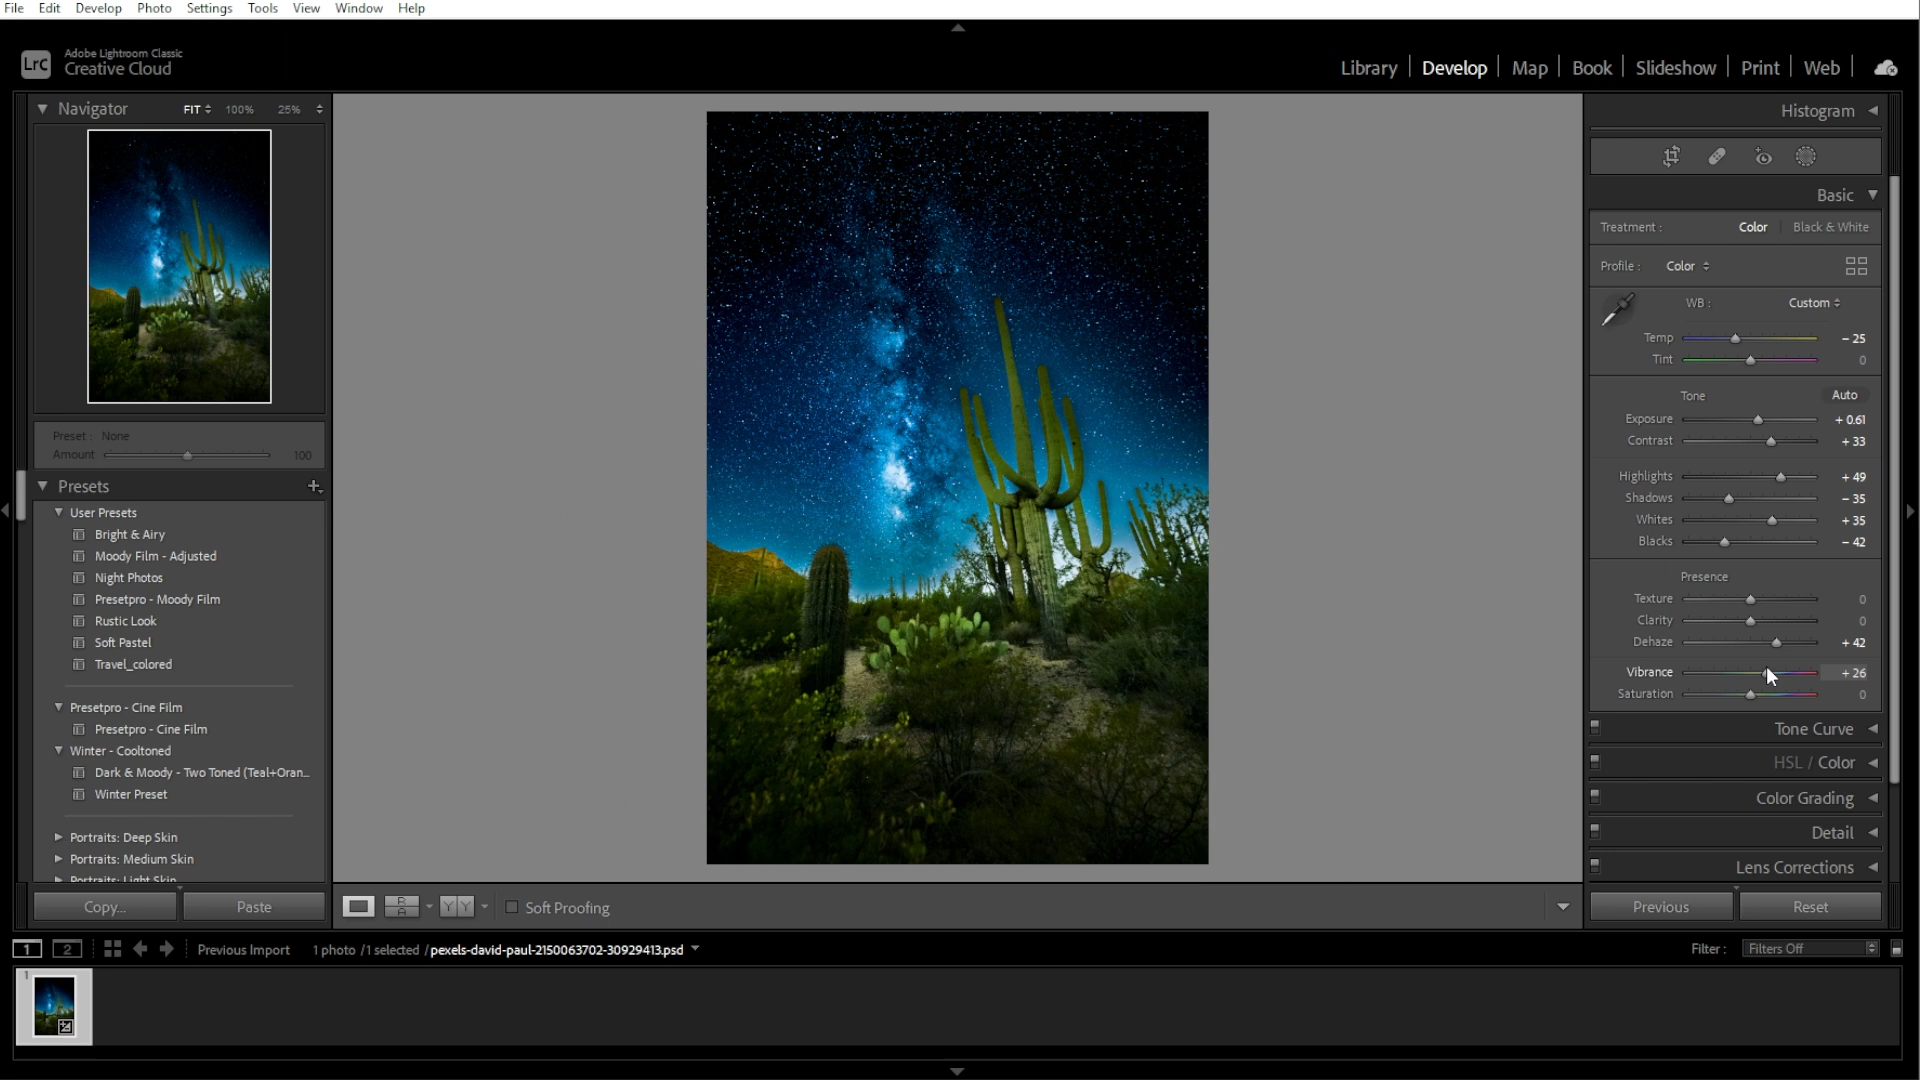 File Edit Develop Photo Settings Tools View Window Help
LrC
Adobe Lightroom Classic
Creative Cloud
Library Develop Map Book Slideshow Print Web
Navigator FIT 100% 25%
Preset : None
Amount 100
Presets
User Presets
Bright & Airy
Moody Film - Adjusted
Night Photos
Presetpro - Moody Film
Rustic Look
Soft Pastel
Travel_colored
Presetpro - Cine Film
Presetpro - Cine Film
Winter - Cooltoned
Dark & Moody - Two Toned (Teal+Oran...
Winter Preset
Portraits: Deep Skin
Portraits: Medium Skin
Portraits: Light Skin
Copy... Paste
R A Y Y Soft Proofing
Histogram
Basic
Treatment : Color Black & White
Profile : Color
WB : Custom
Temp - 25
Tint 0
Tone Auto
Exposure + 0.61
Contrast + 33
Highlights + 49
Shadows - 35
Whites + 35
Blacks - 42
Presence
Texture 0
Clarity 0
Dehaze + 42
Vibrance + 26
Saturation 0
Tone Curve
HSL / Color
Color Grading
Detail
Lens Corrections
Previous Reset
1 2 Previous Import 1 photo / 1 selected / pexels-david-paul-2150063702-30929413.psd Filter : Filters Off
1